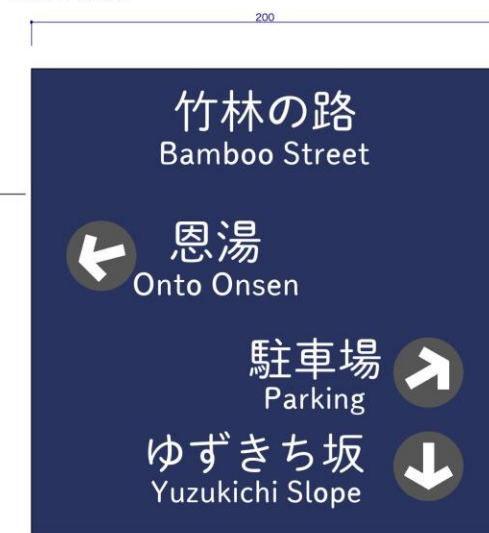 200
竹林の路
Bamboo Street
恩湯
Onto Onsen
駐車場
Parking
ゆずきち坂
Yuzukichi Slope